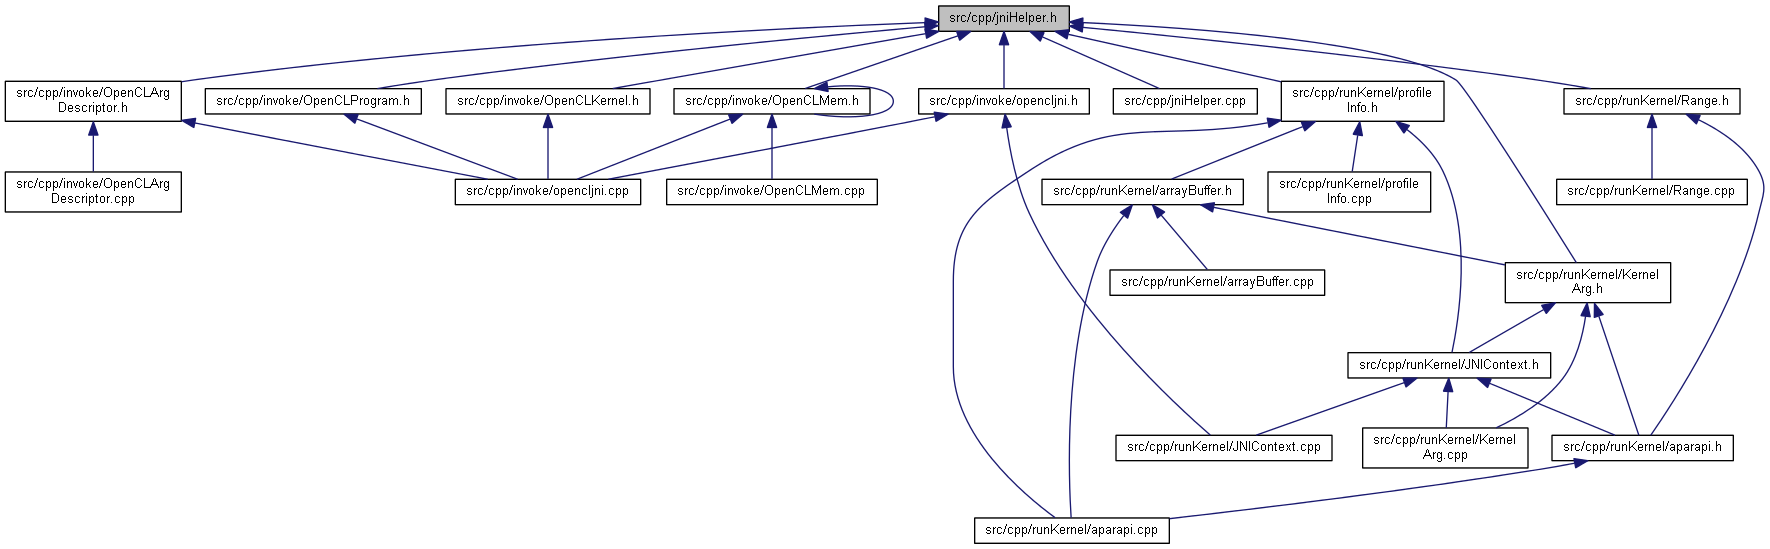 src/cpp/jniHelper.h
src/cpp/invoke/OpenCLArg
Descriptor.h
src/cpp/invoke/OpenCLProgram.h
src/cpp/invoke/OpenCLKernel.h
src/cpp/invoke/OpenCLMem.h
src/cpp/invoke/opencljni.h
src/cpp/jniHelper.cpp
src/cpp/runKernel/profile
Info.h
src/cpp/runKernel/Range.h
src/cpp/invoke/OpenCLArg
Descriptor.cpp
src/cpp/invoke/opencljni.cpp
src/cpp/invoke/OpenCLMem.cpp
src/cpp/runKernel/arrayBuffer.h
src/cpp/runKernel/profile
Info.cpp
src/cpp/runKernel/Range.cpp
src/cpp/runKernel/arrayBuffer.cpp
src/cpp/runKernel/Kernel
Arg.h
src/cpp/runKernel/JNIContext.h
src/cpp/runKernel/JNIContext.cpp
src/cpp/runKernel/Kernel
Arg.cpp
src/cpp/runKernel/aparapi.h
src/cpp/runKernel/aparapi.cpp